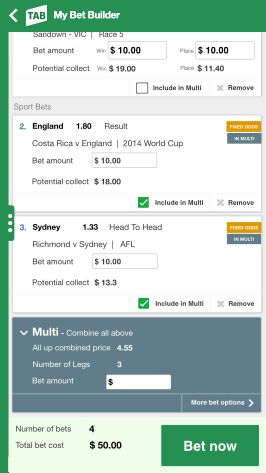 TAB My Bet Builder
Sandown - VIC | Race 5
Bet amount Win $ 10.00 Place $ 10.00
Potential collect Win $ 19.00 Place $ 11.40
Include in Multi Remove
Sport Bets
2. England 1.80 Result FIXED ODDS
IN MULTI
Costa Rica v England | 2014 World Cup
Bet amount $ 10.00
Potential collect $ 18.00
Include in Multi Remove
3. Sydney 1.33 Head To Head FIXED ODDS
IN MULTI
Richmond v Sydney | AFL
Bet amount $ 10.00
Potential collect $ 13.3
Include in Multi Remove
Multi - Combine all above
All up combined price 4.55
Number of Legs 3
Bet amount $
More bet options
Number of bets 4
Total bet cost $ 50.00
Bet now